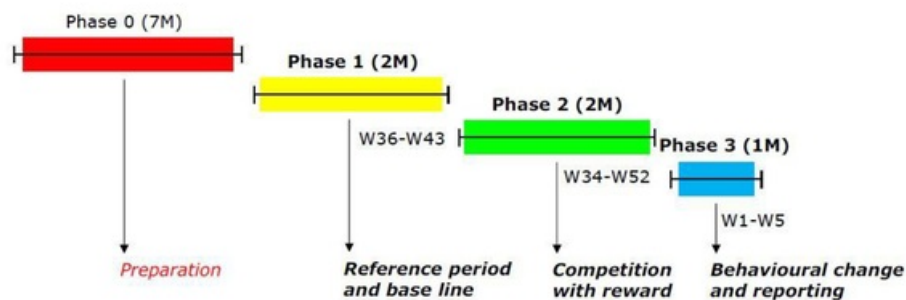 Phase 0 (7M)
Phase 1 (2M)
Phase 2 (2M)
W36-W43
Phase 3 (1M)
W34-W52
W1-W5
Preparation
Reference period
and base line
Competition
with reward
Behavioural change
and reporting